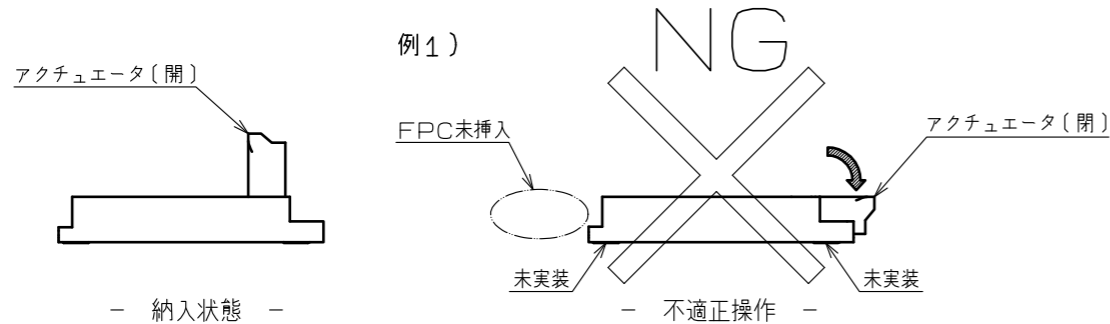 例1)
NG
アクチュエータ〔開〕
FPC未挿入
アクチュエータ〔閉〕
未実装
未実装
－ 納入状態 －
－ 不適正操作 －